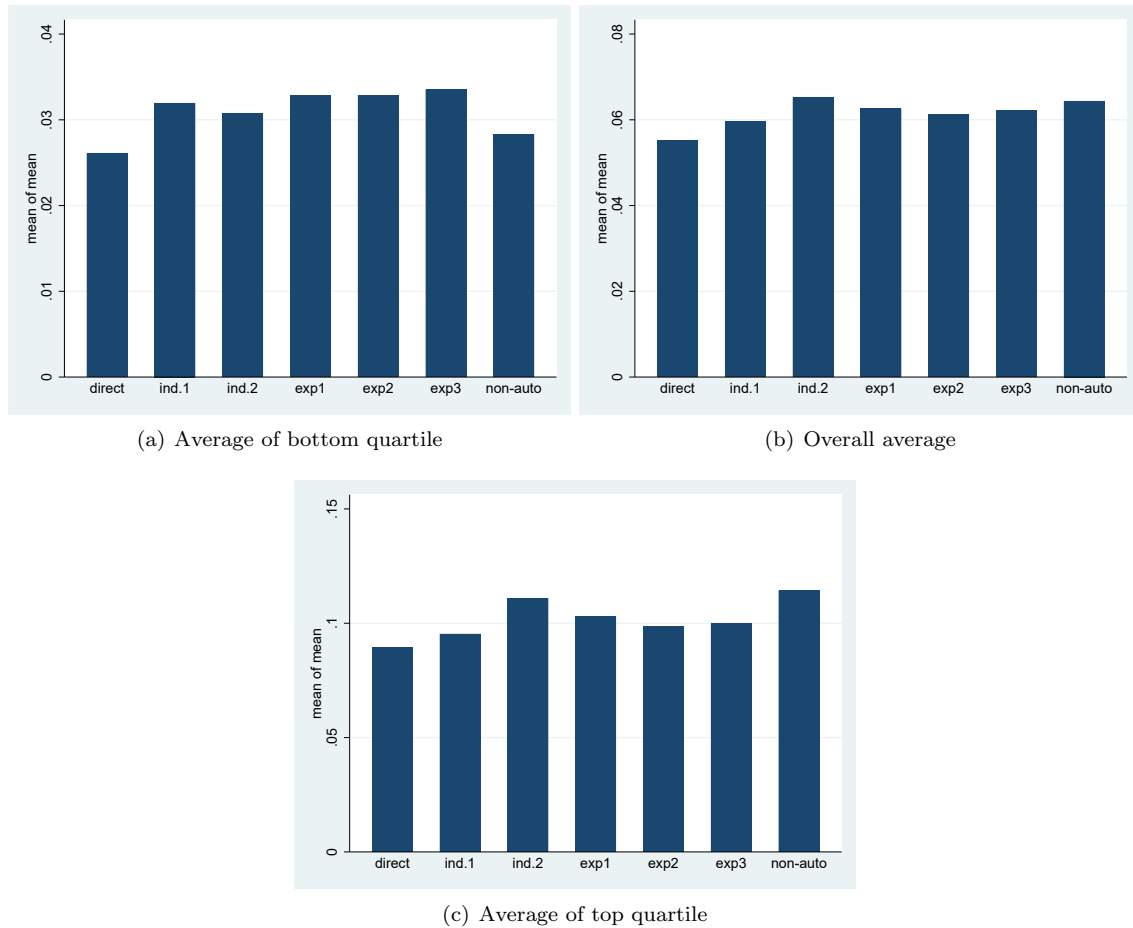 mean of mean
0
.01
.02
.03
.04
direct ind.1 ind.2 exp1 exp2 exp3 non-auto
(a) Average of bottom quartile
mean of mean
0
.02
.04
.06
.08
direct ind.1 ind.2 exp1 exp2 exp3 non-auto
(b) Overall average
mean of mean
0
.05
.1
.15
direct ind.1 ind.2 exp1 exp2 exp3 non-auto
(c) Average of top quartile